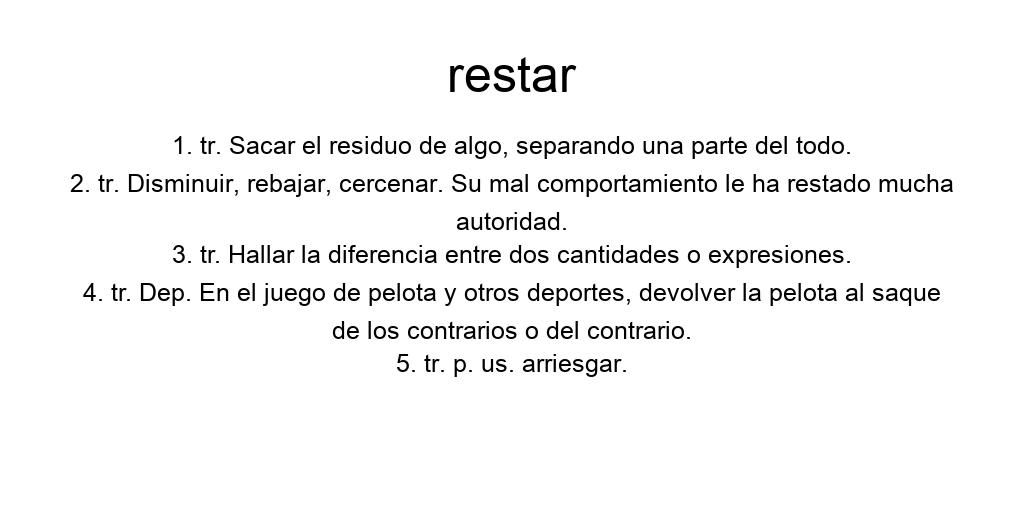 restar
1. tr. Sacar el residuo de algo, separando una parte del todo.
2. tr. Disminuir, rebajar, cercenar. Su mal comportamiento le ha restado mucha
autoridad.
3. tr. Hallar la diferencia entre dos cantidades o expresiones.
4. tr. Dep. En el juego de pelota y otros deportes, devolver la pelota al saque
de los contrarios o del contrario.
5. tr. p. us. arriesgar.